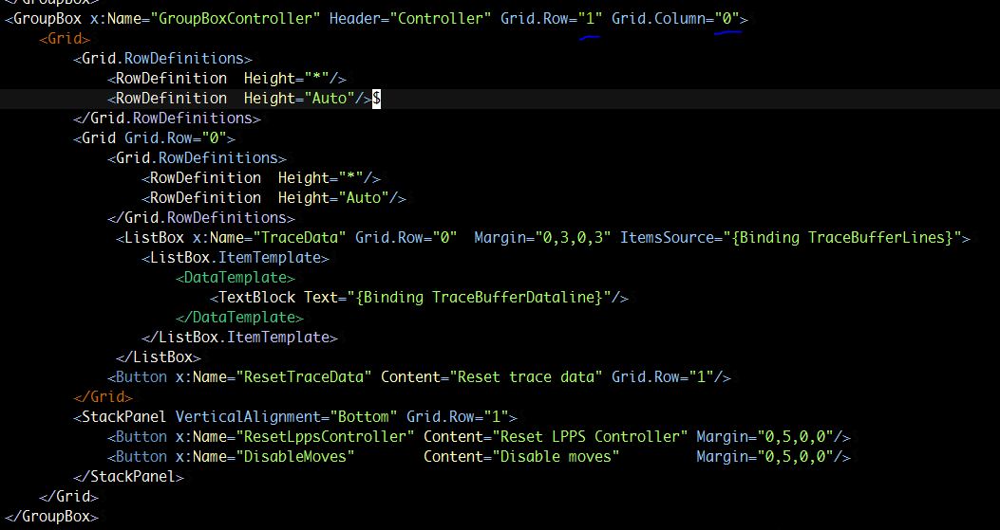 </GroupBox>
<GroupBox x:Name="GroupBoxController" Header="Controller" Grid.Row="1" Grid.Column="0">
    <Grid>
        <Grid.RowDefinitions>
            <RowDefinition  Height="*"/>
            <RowDefinition  Height="Auto"/>$
        </Grid.RowDefinitions>
        <Grid Grid.Row="0">
            <Grid.RowDefinitions>
                <RowDefinition  Height="*"/>
                <RowDefinition  Height="Auto"/>
            </Grid.RowDefinitions>
             <ListBox x:Name="TraceData" Grid.Row="0"  Margin="0,3,0,3" ItemsSource="{Binding TraceBufferLines}">
                <ListBox.ItemTemplate>
                    <DataTemplate>
                        <TextBlock Text="{Binding TraceBufferDataline}"/>
                    </DataTemplate>
                </ListBox.ItemTemplate>
             </ListBox>
            <Button x:Name="ResetTraceData" Content="Reset trace data" Grid.Row="1"/>
        </Grid>
        <StackPanel VerticalAlignment="Bottom" Grid.Row="1">
            <Button x:Name="ResetLppsController" Content="Reset LPPS Controller" Margin="0,5,0,0"/>
            <Button x:Name="DisableMoves"        Content="Disable moves"         Margin="0,5,0,0"/>
        </StackPanel>
    </Grid>
</GroupBox>